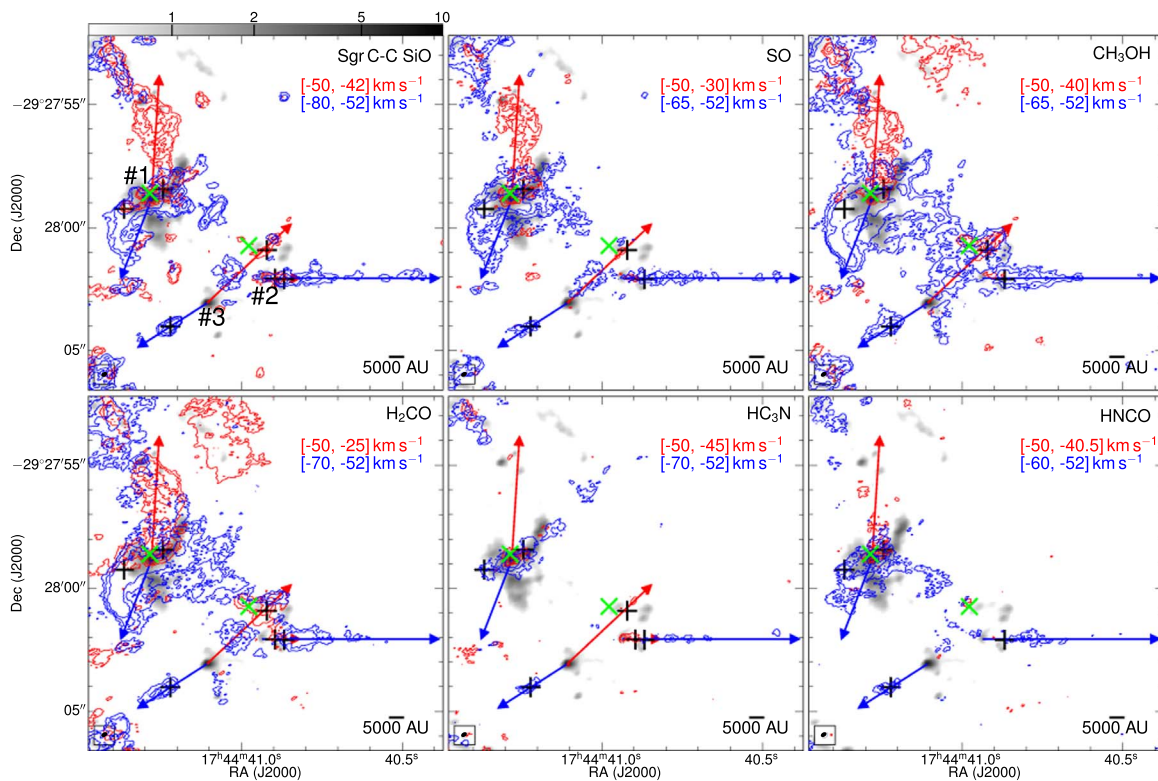 1 2 5 10
Sgr C-C SiO
[-50, -42] km s⁻¹
[-80, -52] km s⁻¹
#1
#2
#3
5000 AU
SO
[-50, -30] km s⁻¹
[-65, -52] km s⁻¹
5000 AU
CH₃OH
[-50, -40] km s⁻¹
[-65, -52] km s⁻¹
5000 AU
−29°27′55″
28′00″
05″
Dec (J2000)
H₂CO
[-50, -25] km s⁻¹
[-70, -52] km s⁻¹
5000 AU
HC₃N
[-50, -45] km s⁻¹
[-70, -52] km s⁻¹
5000 AU
HNCO
[-50, -40.5] km s⁻¹
[-60, -52] km s⁻¹
5000 AU
−29°27′55″
28′00″
05″
Dec (J2000)
17ʰ44ᵐ41.0ˢ 40.5ˢ
RA (J2000)
17ʰ44ᵐ41.0ˢ 40.5ˢ
RA (J2000)
17ʰ44ᵐ41.0ˢ 40.5ˢ
RA (J2000)